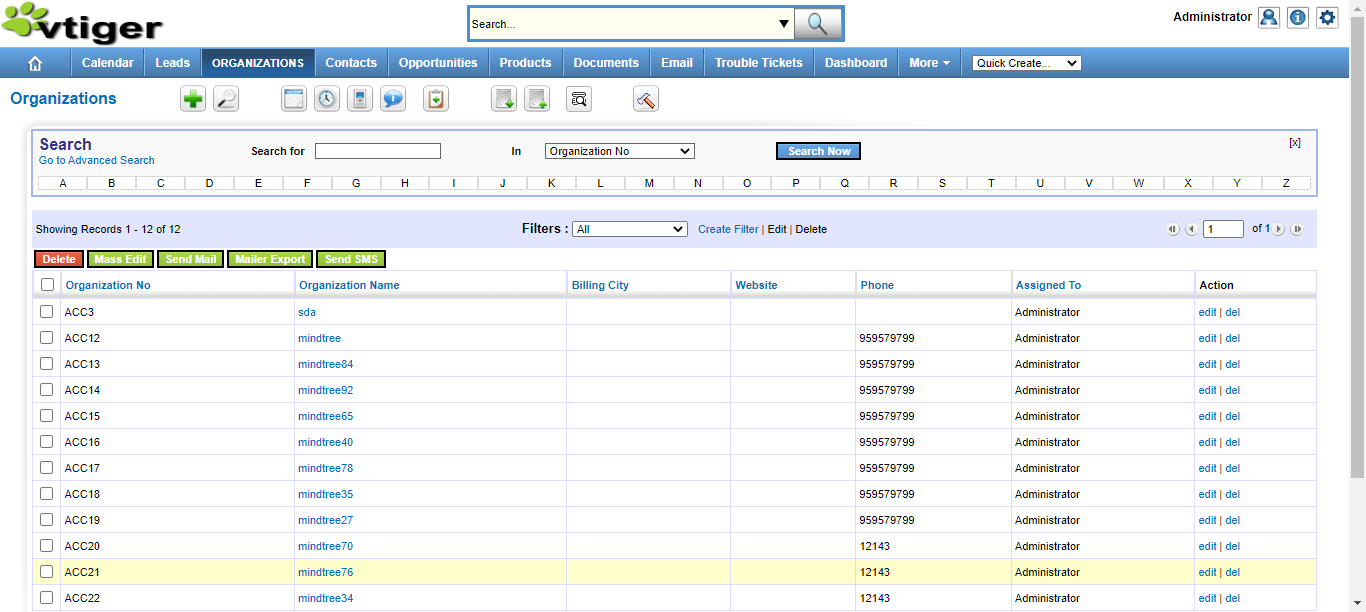 vtiger
Search...
Administrator
Calendar Leads ORGANIZATIONS Contacts Opportunities Products Documents Email Trouble Tickets Dashboard More Quick Create...
Organizations
Search
Go to Advanced Search
Search for In Organization No Search Now
[x]
A B C D E F G H I J K L M N O P Q R S T U V W X Y Z
Showing Records 1 - 12 of 12 Filters : All Create Filter | Edit | Delete 1 of 1
Delete Mass Edit Send Mail Mailer Export Send SMS
Organization No Organization Name Billing City Website Phone Assigned To Action
ACC3 sda Administrator edit | del
ACC12 mindtree 959579799 Administrator edit | del
ACC13 mindtree84 959579799 Administrator edit | del
ACC14 mindtree92 959579799 Administrator edit | del
ACC15 mindtree65 959579799 Administrator edit | del
ACC16 mindtree40 959579799 Administrator edit | del
ACC17 mindtree78 959579799 Administrator edit | del
ACC18 mindtree35 959579799 Administrator edit | del
ACC19 mindtree27 959579799 Administrator edit | del
ACC20 mindtree70 12143 Administrator edit | del
ACC21 mindtree76 12143 Administrator edit | del
ACC22 mindtree34 12143 Administrator edit | del